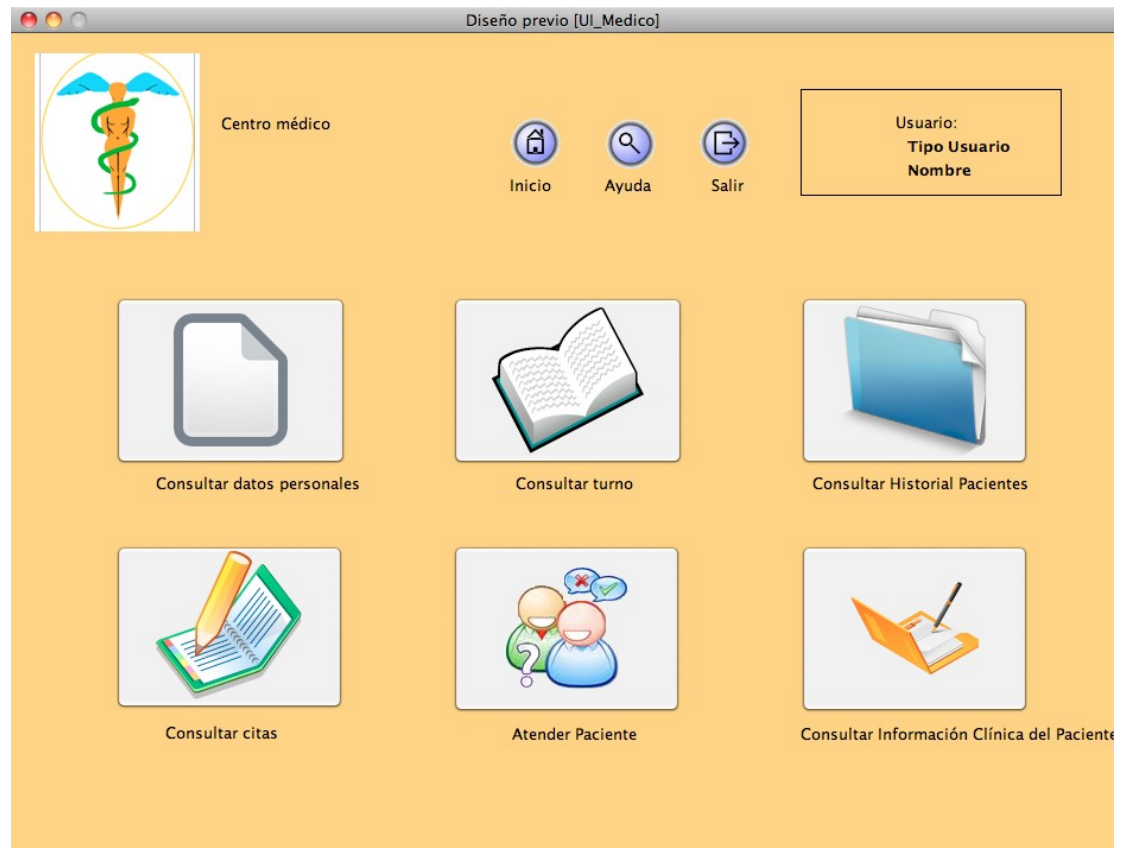 Diseño previo [UI_Medico]
Centro médico
Inicio
Ayuda
Salir
Usuario:
Tipo Usuario
Nombre
Consultar datos personales
Consultar turno
Consultar Historial Pacientes
Consultar citas
Atender Paciente
Consultar Información Clínica del Paciente